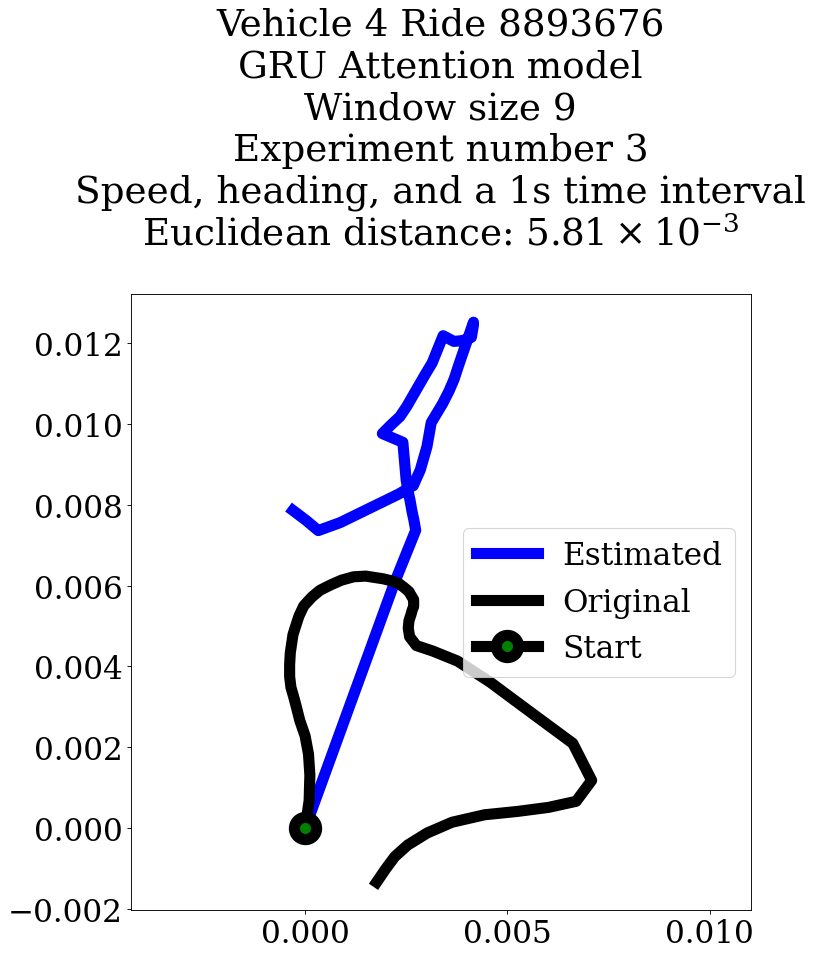 Vehicle 4 Ride 8893676
GRU Attention model
Window size 9
Experiment number 3
Speed, heading, and a 1s time interval
Euclidean distance: 5.81 × 10⁻³
0.012
0.010
0.008
0.006
0.004
0.002
0.000
−0.002
Estimated
Original
Start
0.000 0.005 0.010